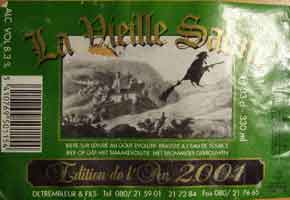 La Vieille Sal
ALC. VOL 8.3 %
33 cl 330 ml
BIERE SUR LEVURE AU GOUT EVOLUTIF BRASSEE A L'EAU DE SOURCE
BIER OP GIST MET SMAAKEVOLUTIE MET BRONWATER GEBROUWEN
Edition de l'An 2001
DETREMBLEUR & FILS Tel 080/ 21 59 01 21 72 84 Fax 080/ 21 76 65